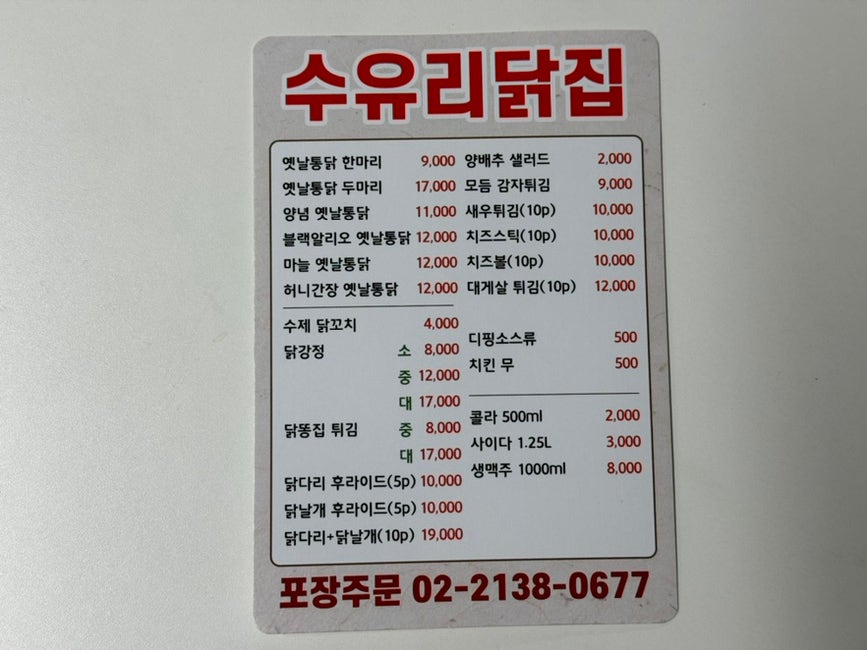 수유리닭집
옛날통닭 한마리 9,000
옛날통닭 두마리 17,000
양념 옛날통닭 11,000
블랙알리오 옛날통닭 12,000
마늘 옛날통닭 12,000
허니간장 옛날통닭 12,000
수제 닭꼬치 4,000
닭강정 소 8,000
중 12,000
대 17,000
닭똥집 튀김 중 8,000
대 17,000
닭다리 후라이드(5p) 10,000
닭날개 후라이드(5p) 10,000
닭다리+닭날개(10p) 19,000
양배추 샐러드 2,000
모듬 감자튀김 9,000
새우튀김(10p) 10,000
치즈스틱(10p) 10,000
치즈볼(10p) 10,000
대게살 튀김(10p) 12,000
디핑소스류 500
치킨 무 500
콜라 500ml 2,000
사이다 1.25L 3,000
생맥주 1000ml 8,000
포장주문 02-2138-0677